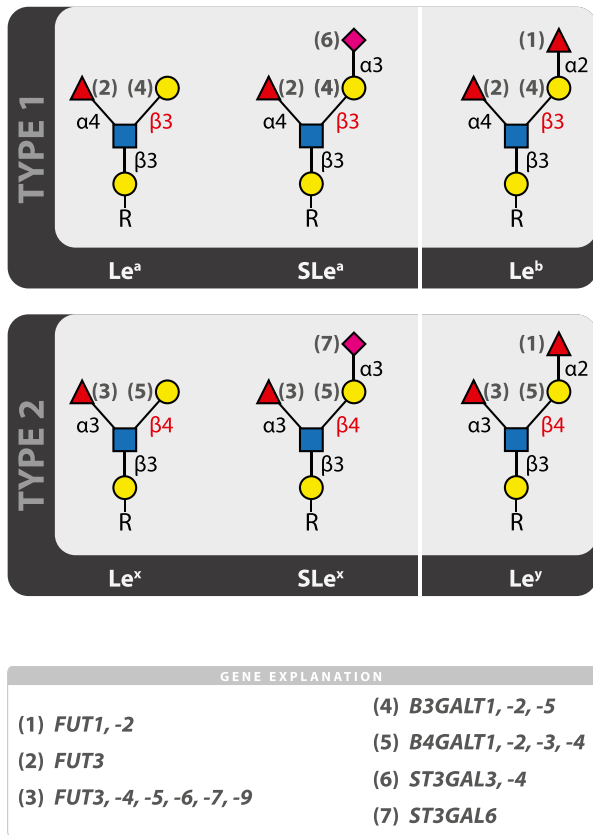 TYPE 1
(6)
α3
(1)
α2
(2) (4)
α4
β3
β3
R
(2) (4)
α4
β3
β3
R
(2) (4)
α4
β3
β3
R
Leᵃ
SLeᵃ
Leᵇ
TYPE 2
(7)
α3
(1)
α2
(3) (5)
α3
β4
β3
R
(3) (5)
α3
β4
β3
R
(3) (5)
α3
β4
β3
R
Leˣ
SLeˣ
Leʸ
GENE EXPLANATION
(1) FUT1, -2
(2) FUT3
(3) FUT3, -4, -5, -6, -7, -9
(4) B3GALT1, -2, -5
(5) B4GALT1, -2, -3, -4
(6) ST3GAL3, -4
(7) ST3GAL6